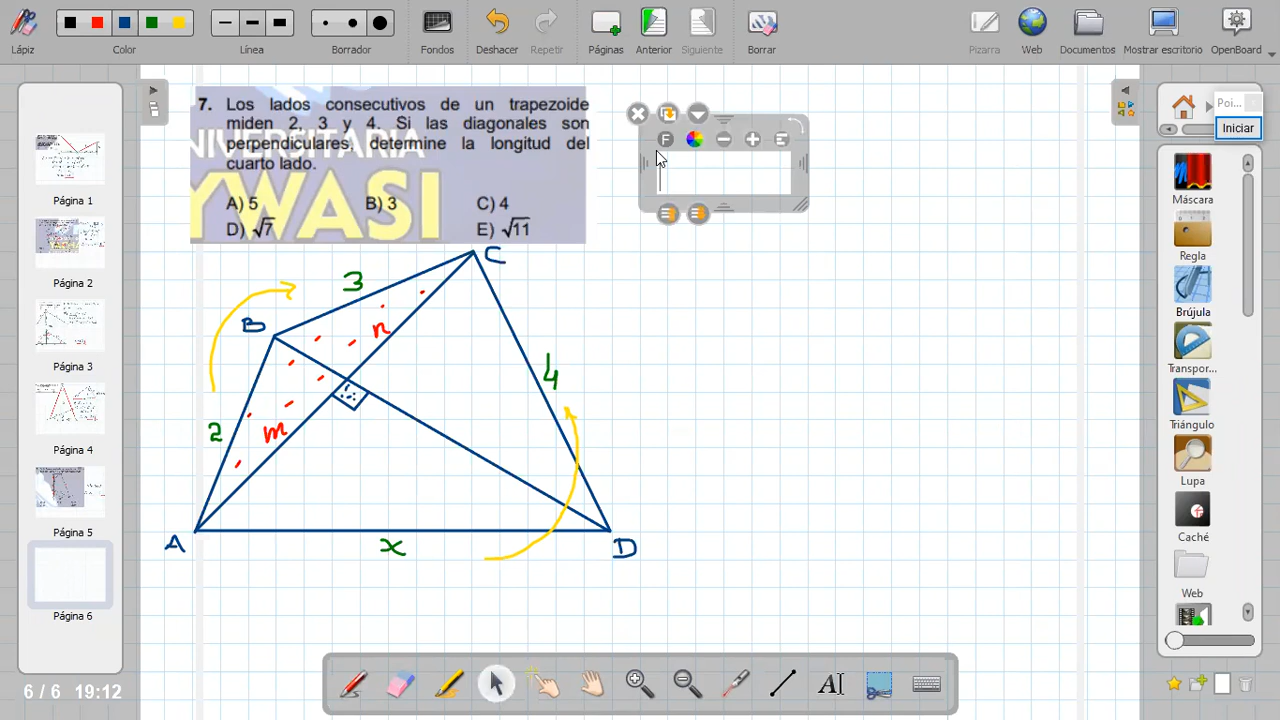 Lápiz
Color
Línea
Borrador
Fondos
Deshacer
Repetir
Páginas
Anterior
Siguiente
Borrar
Pizarra
Web
Documentos
Mostrar escritorio
OpenBoard
Página 1
Página 2
Página 3
Página 4
Página 5
Página 6
6 / 6 19:12
7. Los lados consecutivos de un trapezoide
miden 2, 3 y 4. Si las diagonales son
perpendiculares, determine la longitud del
cuarto lado.
A) 5 B) 3 C) 4
D) √7 E) √11
UNIVERSITARIA
YWASI
F
C
3
B
n
4
2
m
A
x
D
Poi...
Iniciar
Máscara
Regla
Brújula
Transpor...
Triángulo
Lupa
Caché
Web